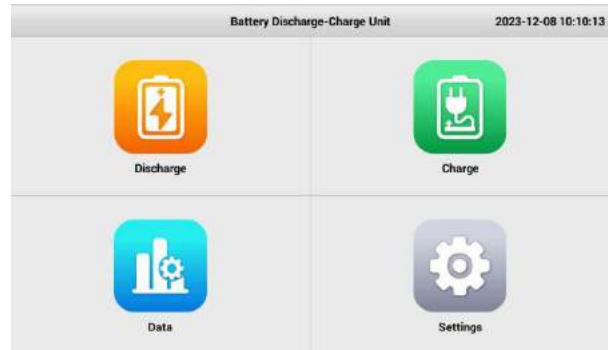 Battery Discharge-Charge Unit 2023-12-08 10:10:13
Discharge Charge
Data Settings